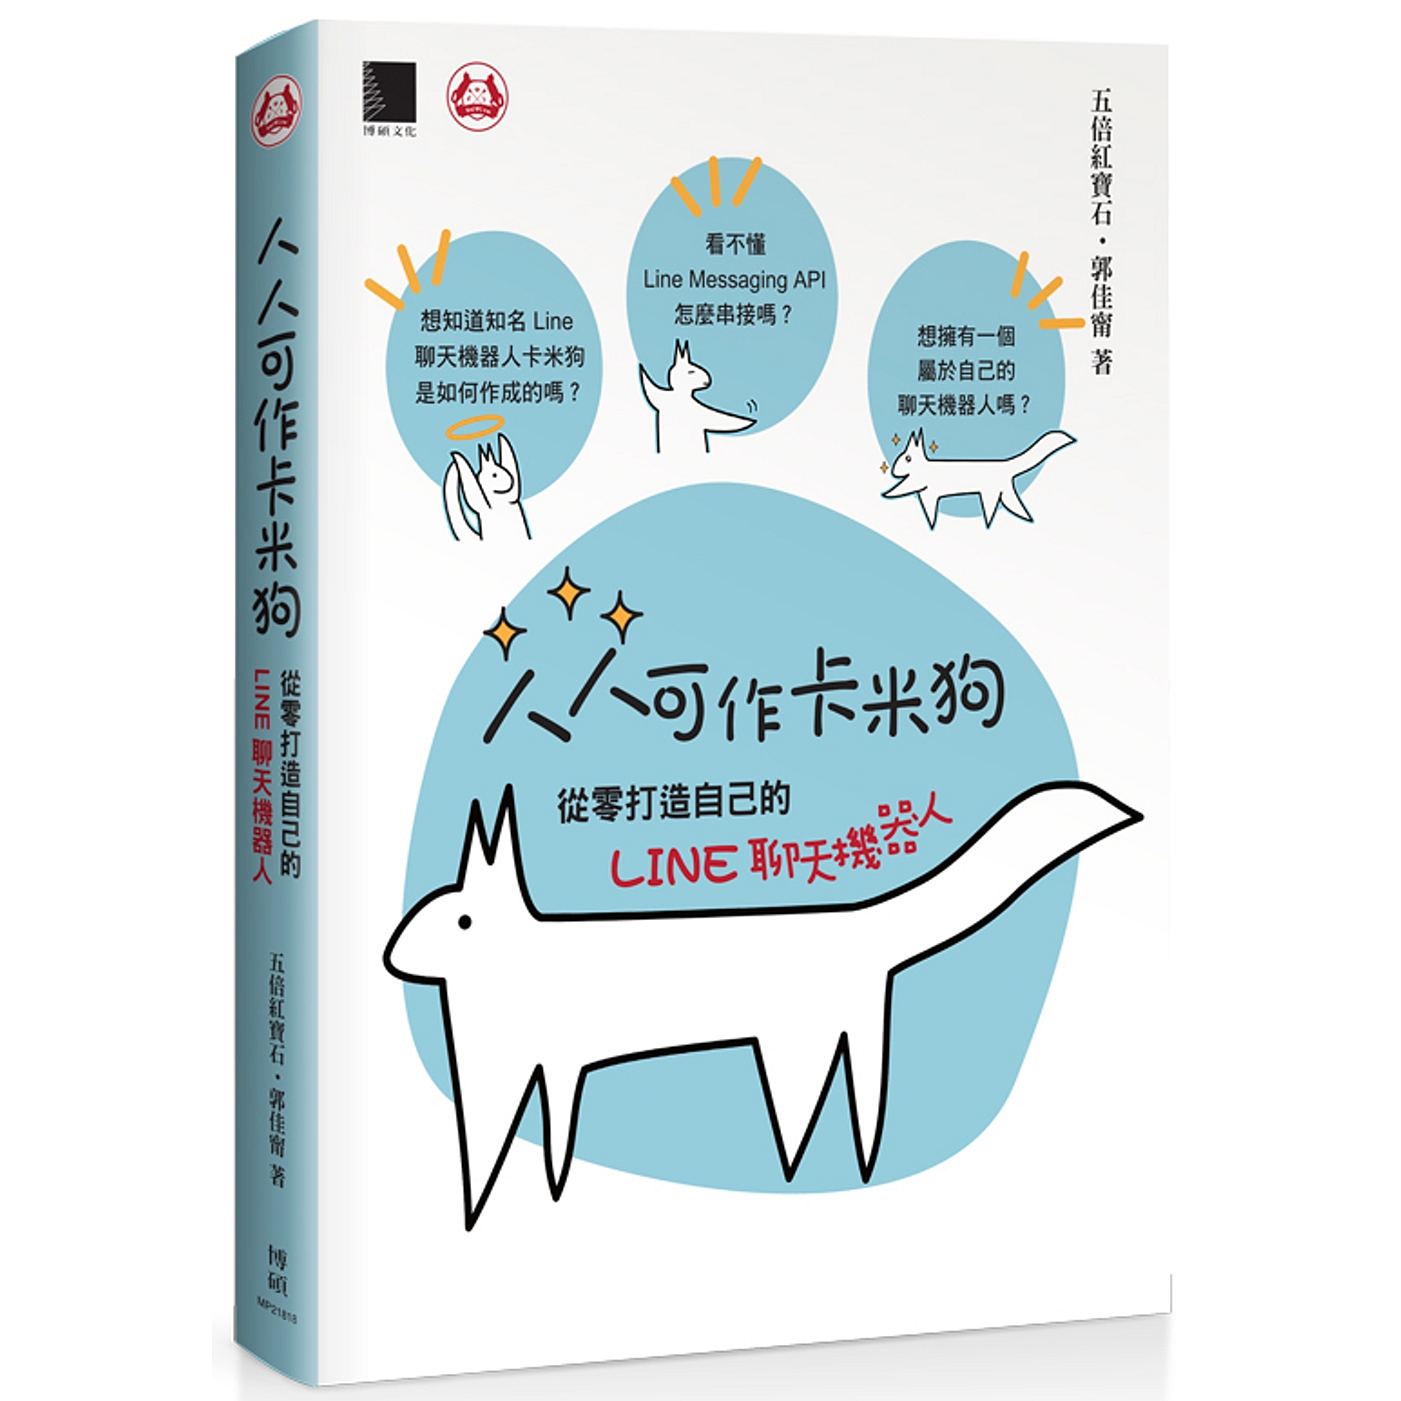 博碩文化
五倍紅寶石・郭佳甯 著
想知道知名 Line
聊天機器人卡米狗
是如何作成的嗎？
看不懂
Line Messaging API
怎麼串接嗎？
想擁有一個
屬於自己的
聊天機器人嗎？
人人可作卡米狗
從零打造自己的
LINE 聊天機器人
人人可作卡米狗
從零打造自己的
LINE 聊天機器人
五倍紅寶石・郭佳甯 著
博碩
MP21818